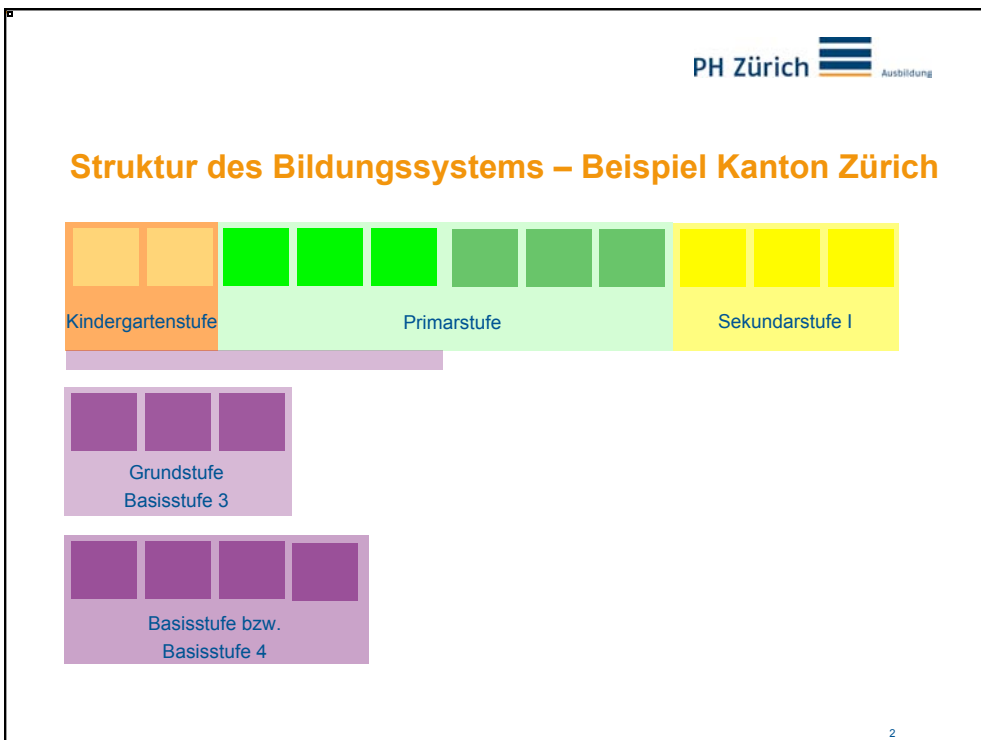 PH Zürich Ausbildung
Struktur des Bildungssystems – Beispiel Kanton Zürich
Kindergartenstufe Primarstufe Sekundarstufe I
Grundstufe
Basisstufe 3
Basisstufe bzw.
Basisstufe 4
2